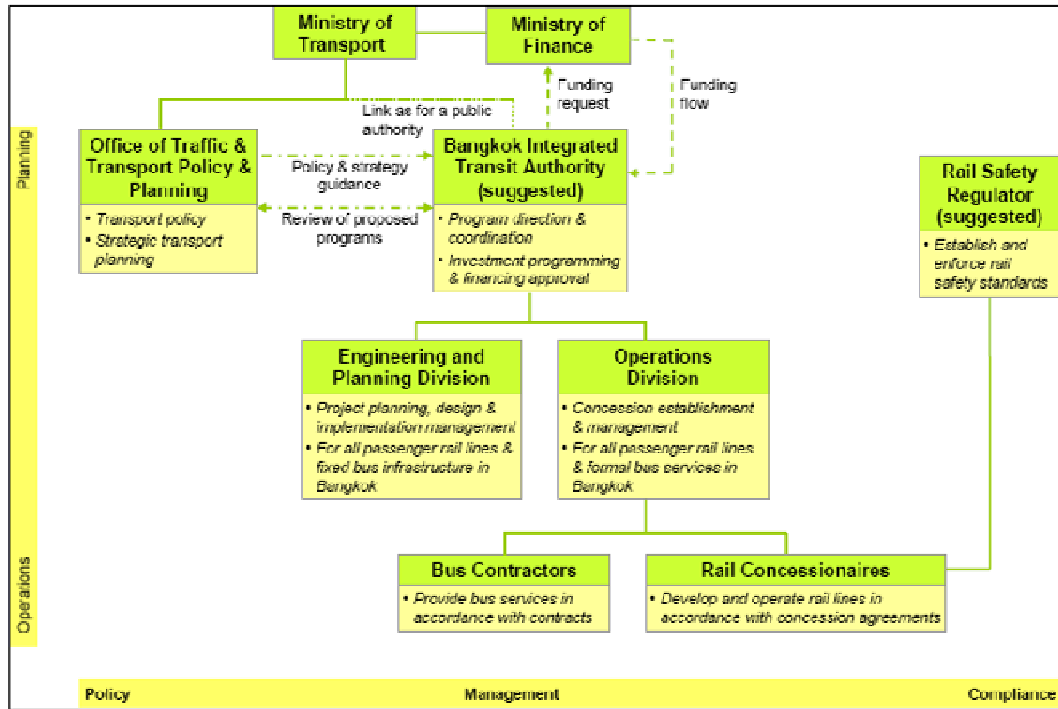 Ministry of
Transport
Ministry of
Finance
Funding
request
Funding
flow
Link as for a public
authority
Planning
Office of Traffic &
Transport Policy &
Planning
• Transport policy
• Strategic transport
planning
Policy & strategy
guidance
Review of proposed
programs
Bangkok Integrated
Transit Authority
(suggested)
• Program direction &
coordination
• Investment programming
& financing approval
Rail Safety
Regulator
(suggested)
• Establish and
enforce rail
safety standards
Engineering and
Planning Division
• Project planning, design &
implementation management
• For all passenger rail lines &
fixed bus infrastructure in
Bangkok
Operations
Division
• Concession establishment
& management
• For all passenger rail lines
& formal bus services in
Bangkok
Operations
Bus Contractors
• Provide bus services in
accordance with contracts
Rail Concessionaires
• Develop and operate rail lines in
accordance with concession agreements
Policy
Management
Compliance